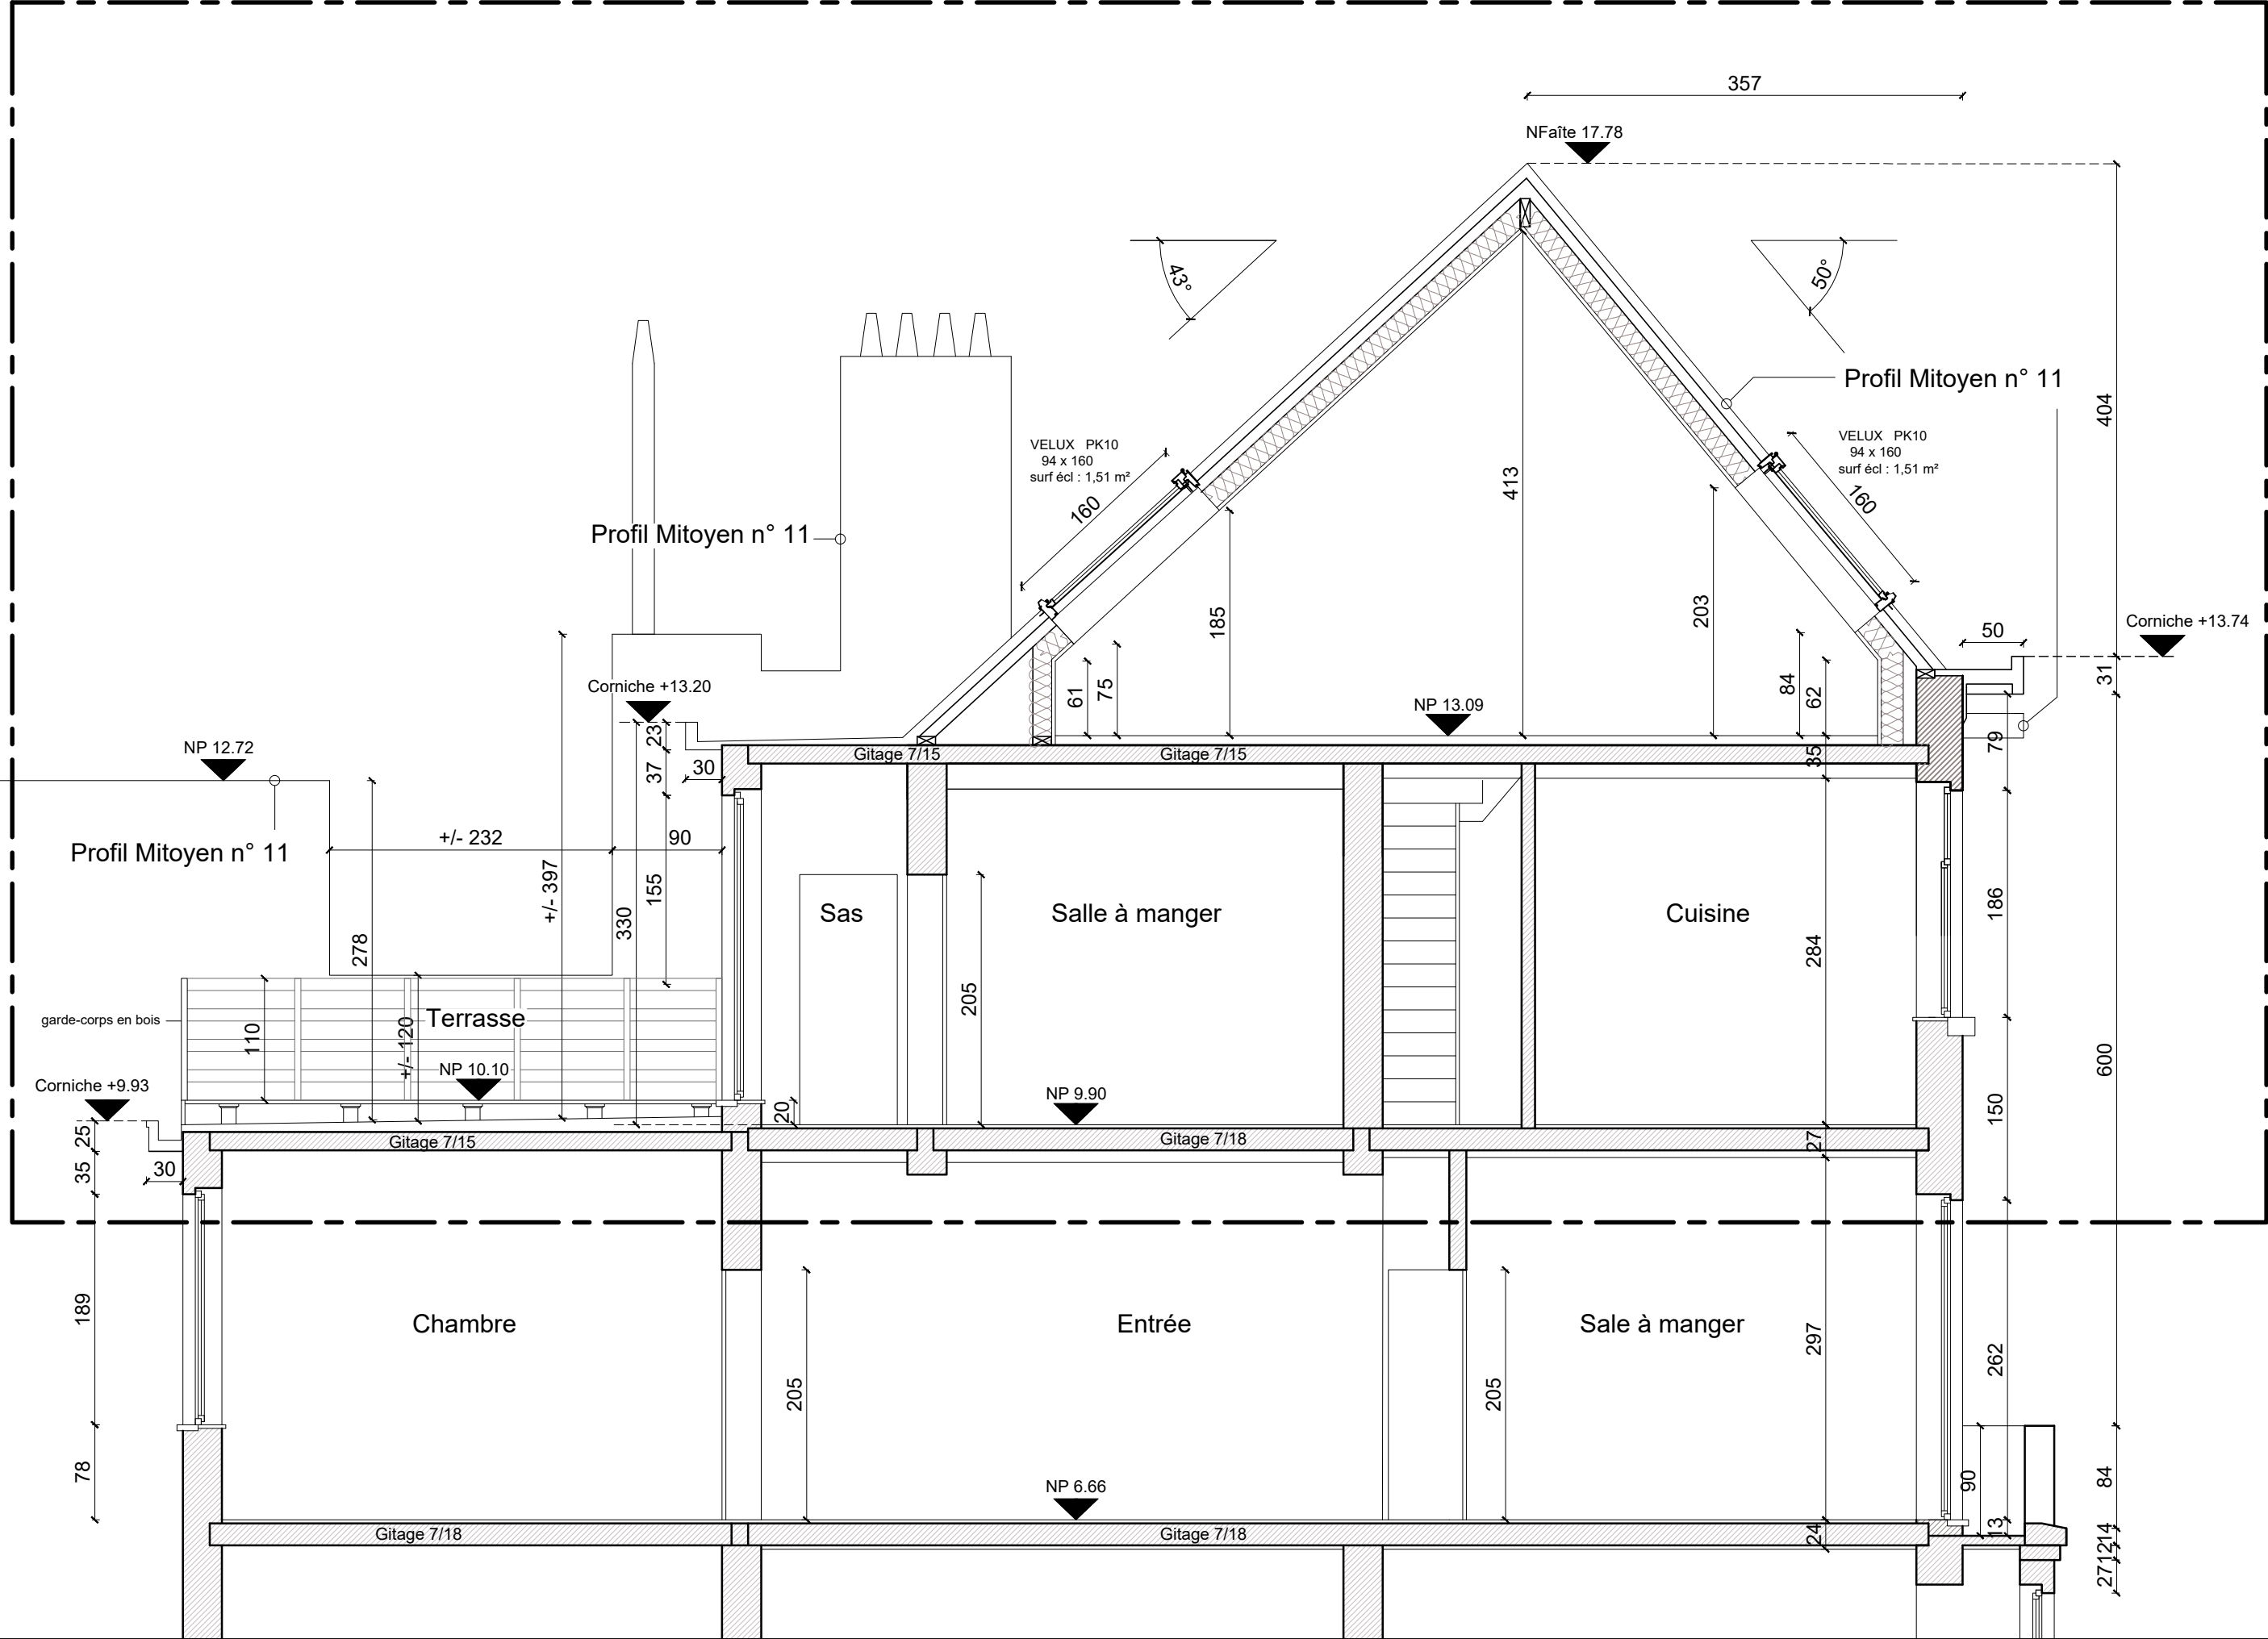 357
NFaîte 17.78
43°
50°
Profil Mitoyen n° 11
404
VELUX PK10
94 x 160
surf écl : 1,51 m²
160
VELUX PK10
94 x 160
surf écl : 1,51 m²
160
413
Profil Mitoyen n° 11
185
203
50
Corniche +13.74
31
Corniche +13.20
61
75
84
62
NP 13.09
NP 12.72
23
37
30
Gitage 7/15
Gitage 7/15
35
79
Profil Mitoyen n° 11
+/- 232
90
155
+/- 397
330
278
Sas
Salle à manger
Cuisine
186
284
205
garde-corps en bois
110
+/- 120
Terrasse
NP 10.10
NP 9.90
600
150
Corniche +9.93
20
25
35
30
Gitage 7/15
Gitage 7/18
27
189
Chambre
Entrée
Sale à manger
297
262
205
205
78
NP 6.66
90
84
13
14
12
27
Gitage 7/18
Gitage 7/18
24